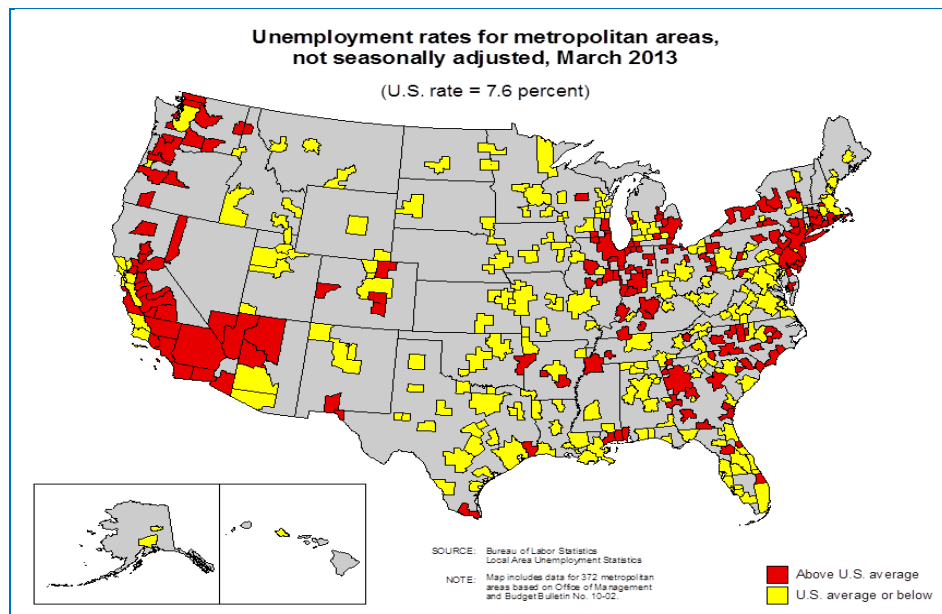 Unemployment rates for metropolitan areas,
not seasonally adjusted, March 2013
(U.S. rate = 7.6 percent)
SOURCE: Bureau of Labor Statistics
Local Area Unemployment Statistics
NOTE: Map includes data for 372 metropolitan
areas based on Office of Management
and Budget Bulletin No. 10-02.
Above U.S. average
U.S. average or below